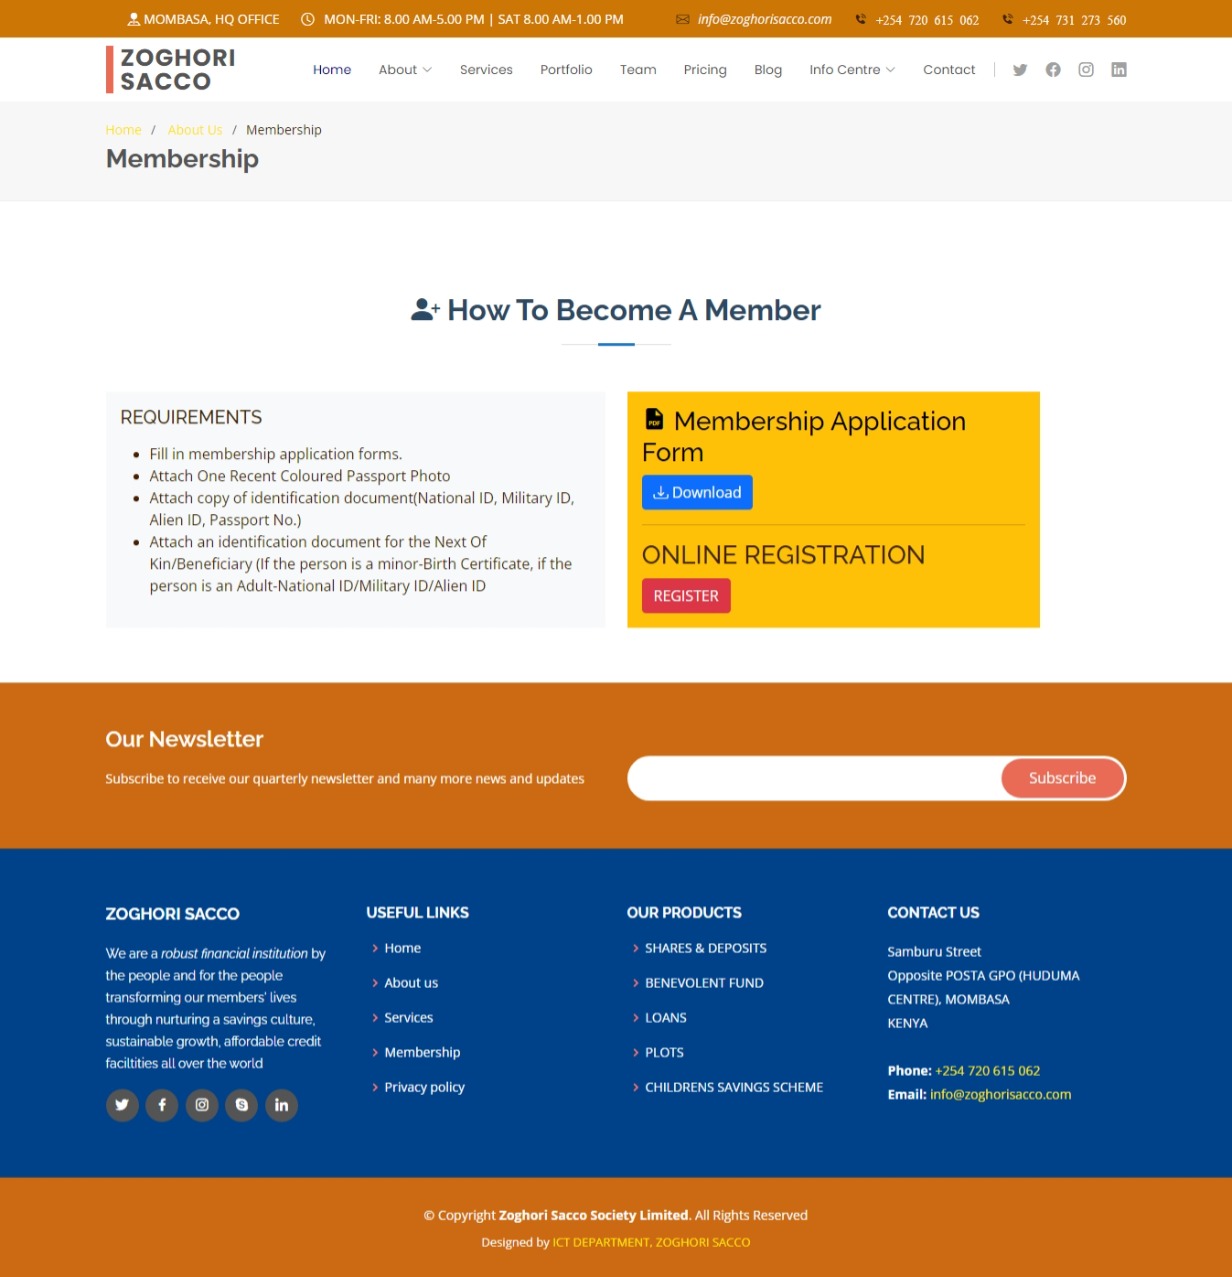 MOMBASA, HQ OFFICE MON-FRI: 8.00 AM-5.00 PM | SAT 8.00 AM-1.00 PM info@zoghorisacco.com +254 720 615 062 +254 731 273 560
ZOGHORI
SACCO
Home About Services Portfolio Team Pricing Blog Info Centre Contact
Home / About Us / Membership
Membership
How To Become A Member
REQUIREMENTS
• Fill in membership application forms.
• Attach One Recent Coloured Passport Photo
• Attach copy of identification document(National ID, Military ID,
Alien ID, Passport No.)
• Attach an identification document for the Next Of
Kin/Beneficiary (If the person is a minor-Birth Certificate, if the
person is an Adult-National ID/Military ID/Alien ID
PDF Membership Application
Form
Download
ONLINE REGISTRATION
REGISTER
Our Newsletter
Subscribe to receive our quarterly newsletter and many more news and updates
Subscribe
ZOGHORI SACCO
We are a robust financial institution by
the people and for the people
transforming our members' lives
through nurturing a savings culture,
sustainable growth, affordable credit
faciltities all over the world
USEFUL LINKS
Home
About us
Services
Membership
Privacy policy
OUR PRODUCTS
SHARES & DEPOSITS
BENEVOLENT FUND
LOANS
PLOTS
CHILDRENS SAVINGS SCHEME
CONTACT US
Samburu Street
Opposite POSTA GPO (HUDUMA
CENTRE), MOMBASA
KENYA
Phone: +254 720 615 062
Email: info@zoghorisacco.com
© Copyright Zoghori Sacco Society Limited. All Rights Reserved
Designed by ICT DEPARTMENT, ZOGHORI SACCO